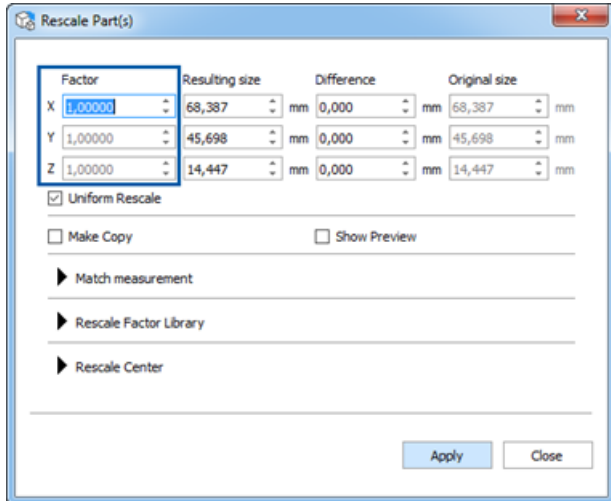 Rescale Part(s)
Factor Resulting size Difference Original size
X 1,00000 68,387 mm 0,000 mm 68,387 mm
Y 1,00000 45,698 mm 0,000 mm 45,698 mm
Z 1,00000 14,447 mm 0,000 mm 14,447 mm
Uniform Rescale
Make Copy Show Preview
Match measurement
Rescale Factor Library
Rescale Center
Apply Close